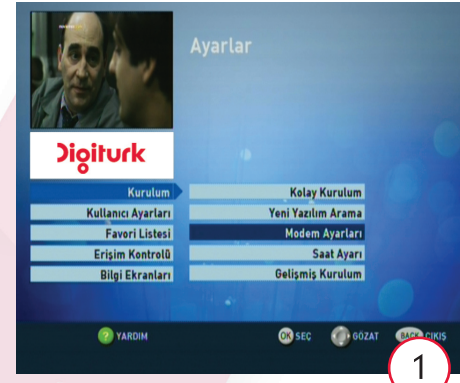 Ayarlar
Digiturk
Kurulum
Kullanıcı Ayarları
Favori Listesi
Erişim Kontrolü
Bilgi Ekranları
Kolay Kurulum
Yeni Yazılım Arama
Modem Ayarları
Saat Ayarı
Gelişmiş Kurulum
? YARDIM
OK SEÇ
GÖZAT
BACK ÇIKIŞ
1